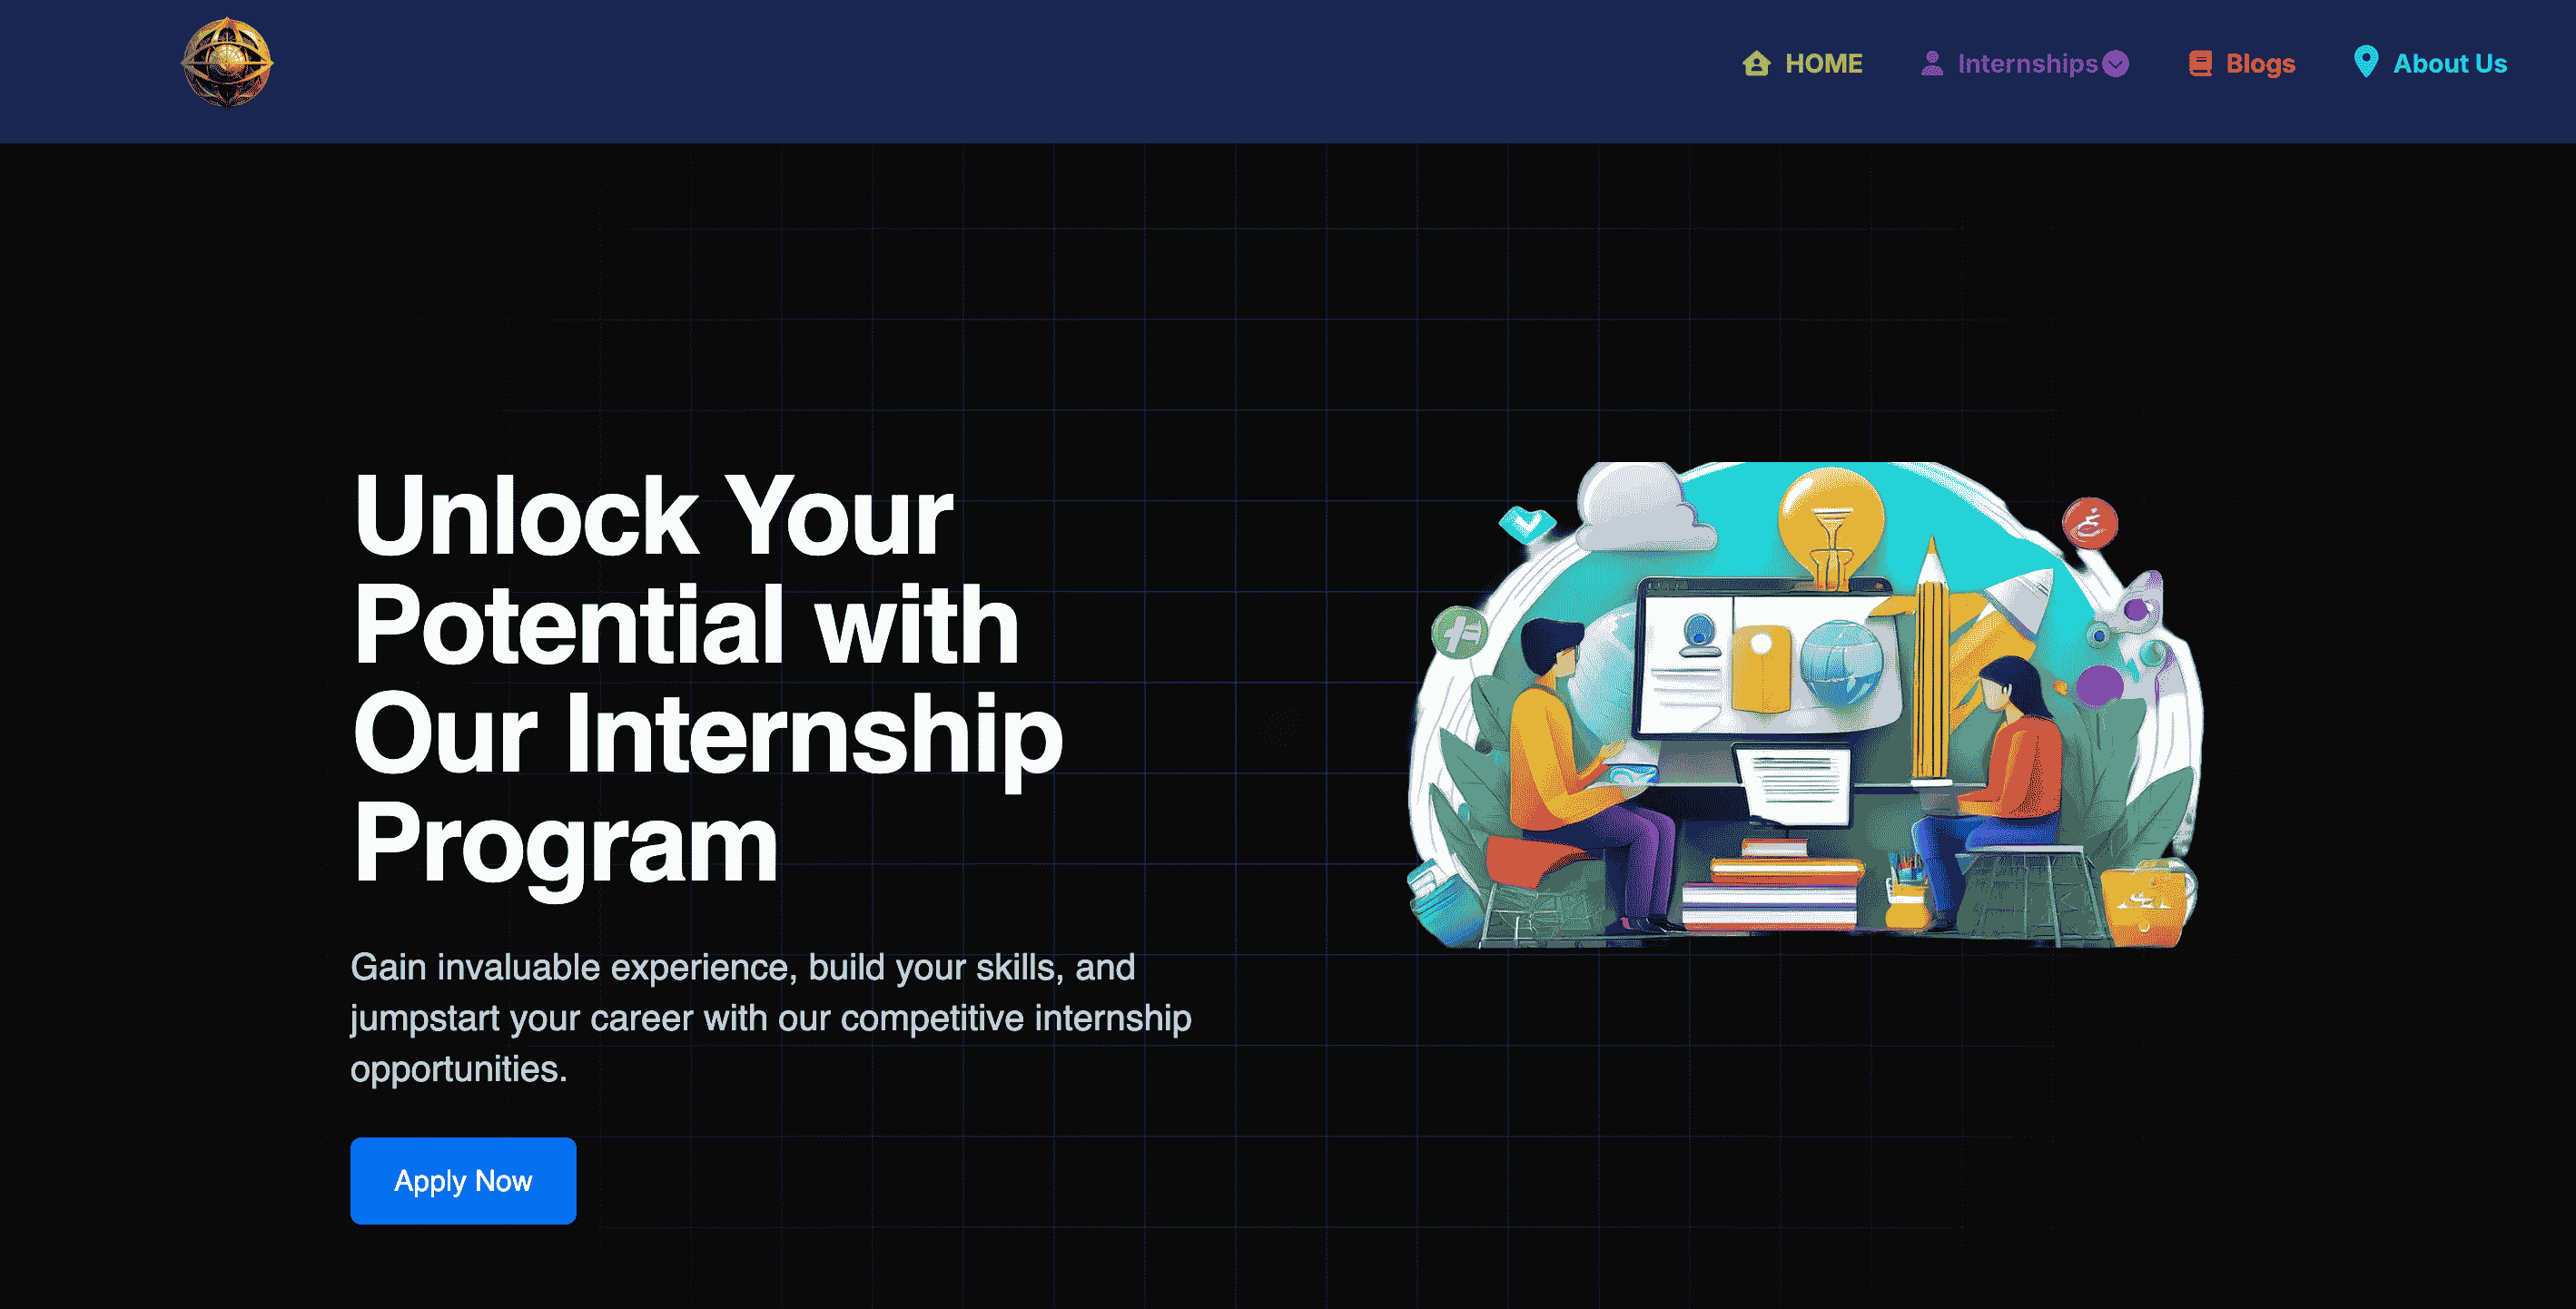 HOME
Internships
Blogs
About Us
Unlock Your
Potential with
Our Internship
Program
Gain invaluable experience, build your skills, and
jumpstart your career with our competitive internship
opportunities.
Apply Now